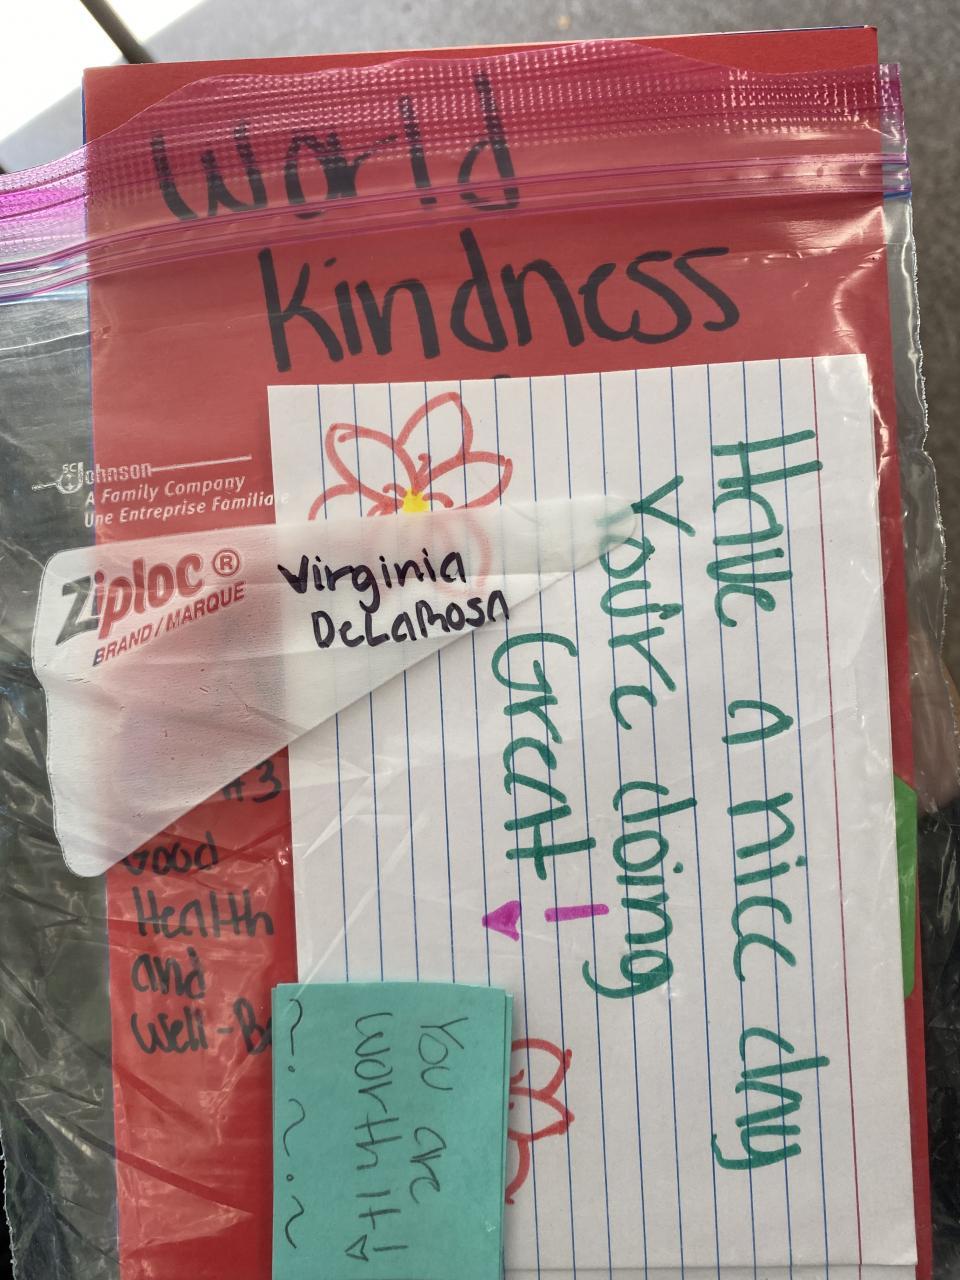 World
Kindness
SC Johnson
A Family Company
Une Entreprise Familiale
Ziploc®
BRAND / MARQUE
Virginia
DeLaRosa
Have a nice day
You're doing
Great!
#3
Good
Health
and
Well-Be
You are
worth it!